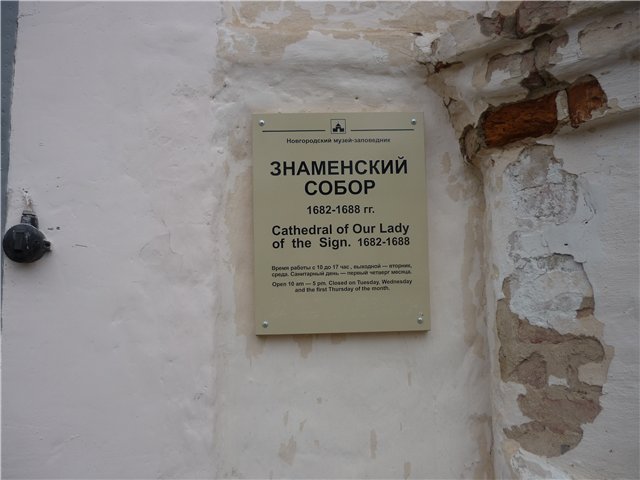 Новгородский музей-заповедник
ЗНАМЕНСКИЙ
СОБОР
1682-1688 гг.
Cathedral of Our Lady
of the Sign. 1682-1688
Время работы с 10 до 17 час., выходной — вторник,
среда. Санитарный день — первый четверг месяца.
Open 10 am — 5 pm. Closed on Tuesday, Wednesday
and the first Thursday of the month.